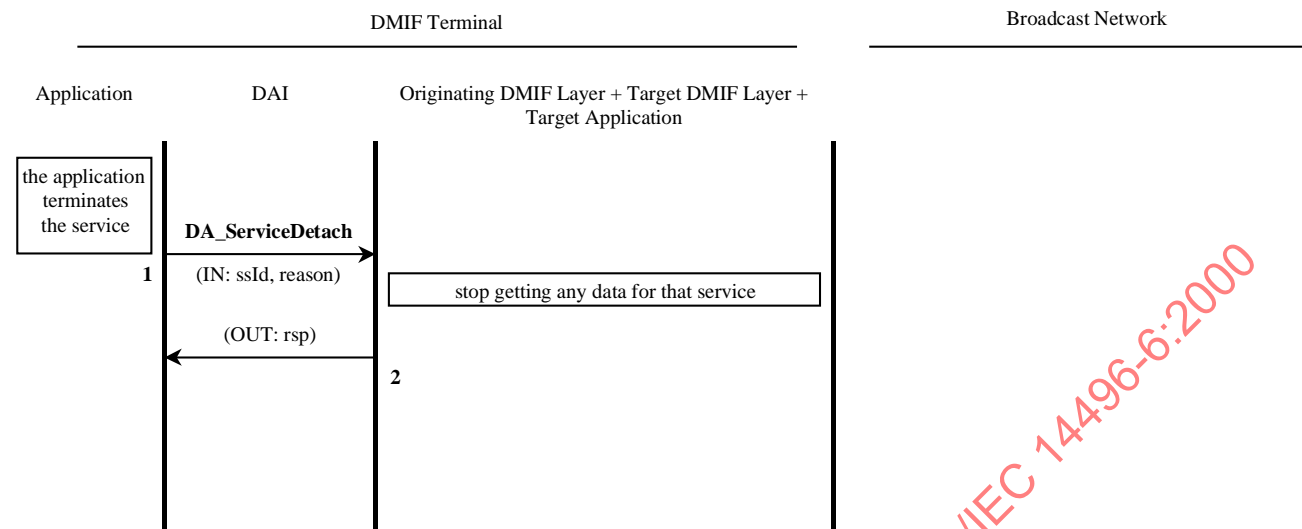 DMIF Terminal
Broadcast Network
Application
DAI
Originating DMIF Layer + Target DMIF Layer +
Target Application
the application
terminates
the service
DA_ServiceDetach
1
(IN: ssId, reason)
stop getting any data for that service
(OUT: rsp)
2
/IEC 14496-6:2000